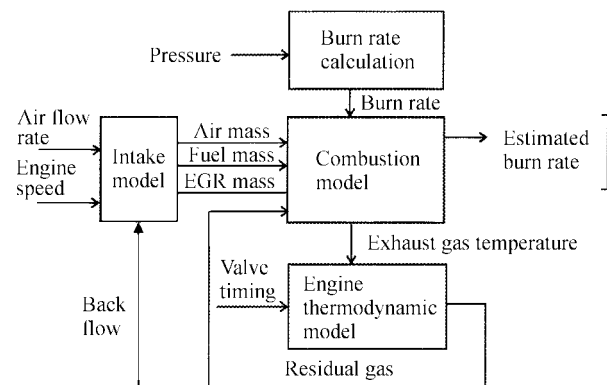 Burn rate
calculation
Pressure
Burn rate
Air flow
rate
Engine
speed
Intake
model
Air mass
Fuel mass
EGR mass
Combustion
model
Estimated
burn rate
Exhaust gas temperature
Valve
timing
Engine
thermodynamic
model
Back
flow
Residual gas